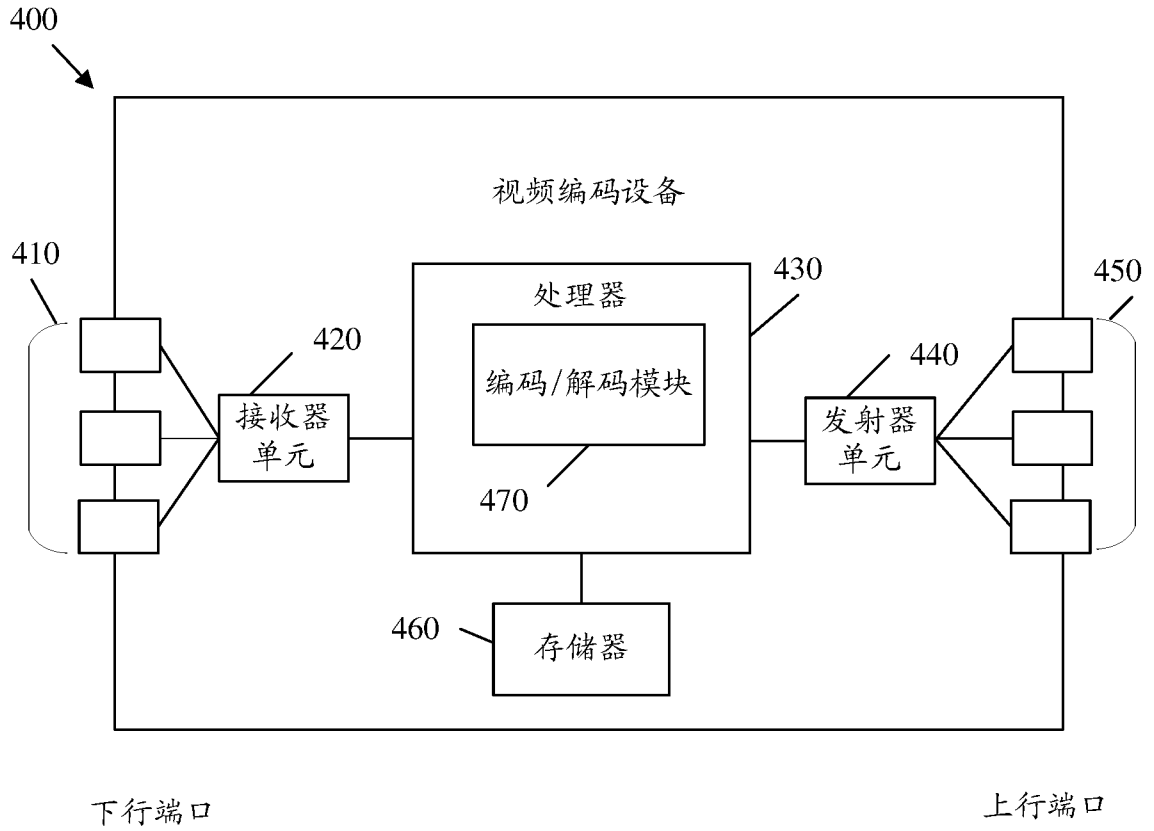 400
视频编码设备
410
430
450
处理器
420
440
编码/解码模块
接收器
单元
发射器
单元
470
460
存储器
下行端口
上行端口